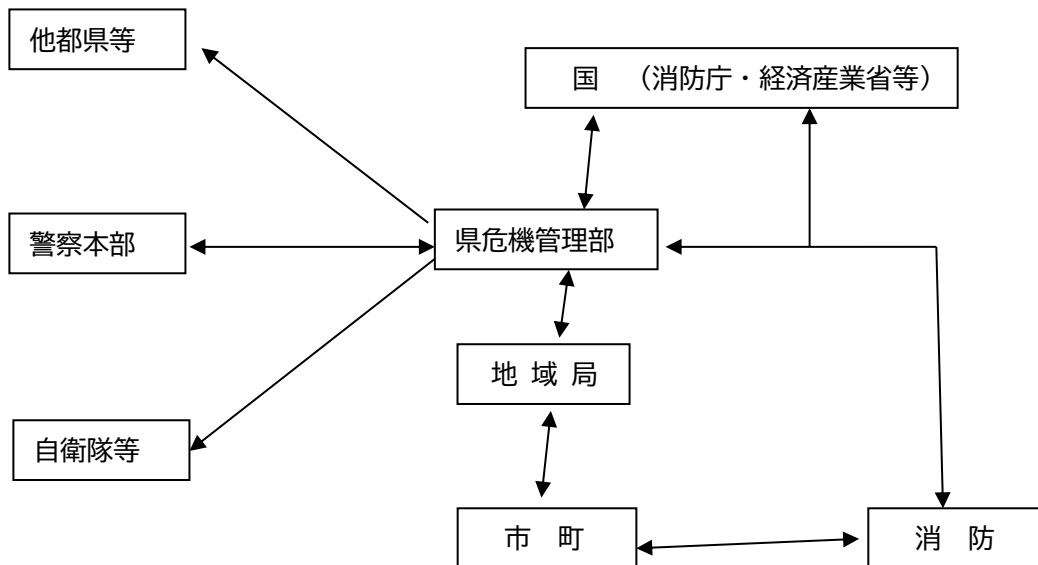 他都県等
国　（消防庁・経済産業省等）
警察本部
県危機管理部
地 域 局
自衛隊等
市　町
消　防